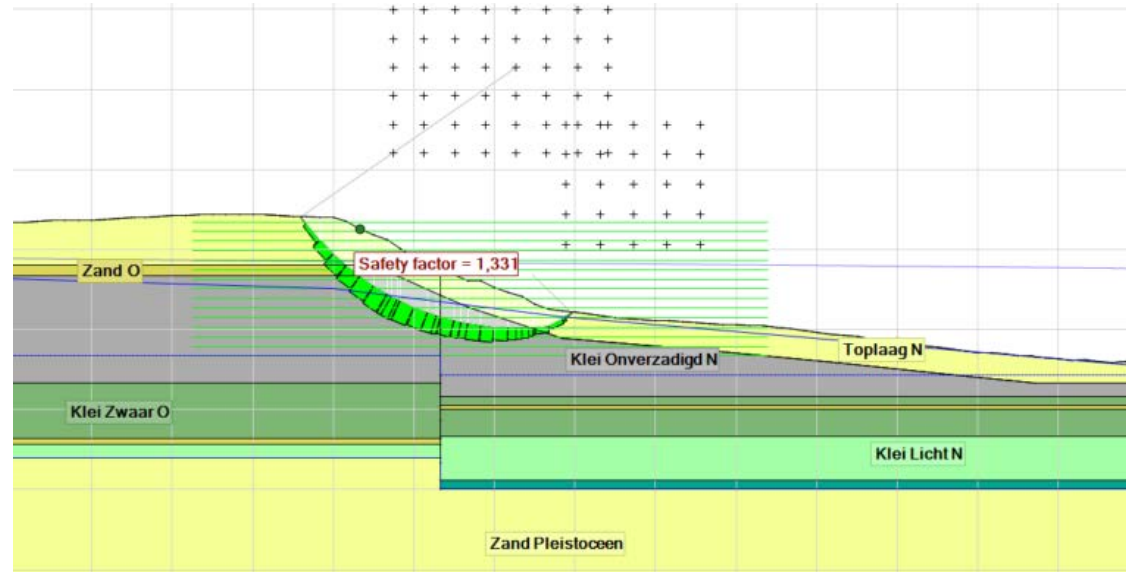 Safety factor = 1,331
Zand O
Toplaag N
Klei Onverzadigd N
Klei Zwaar O
Klei Licht N
Zand Pleistoceen